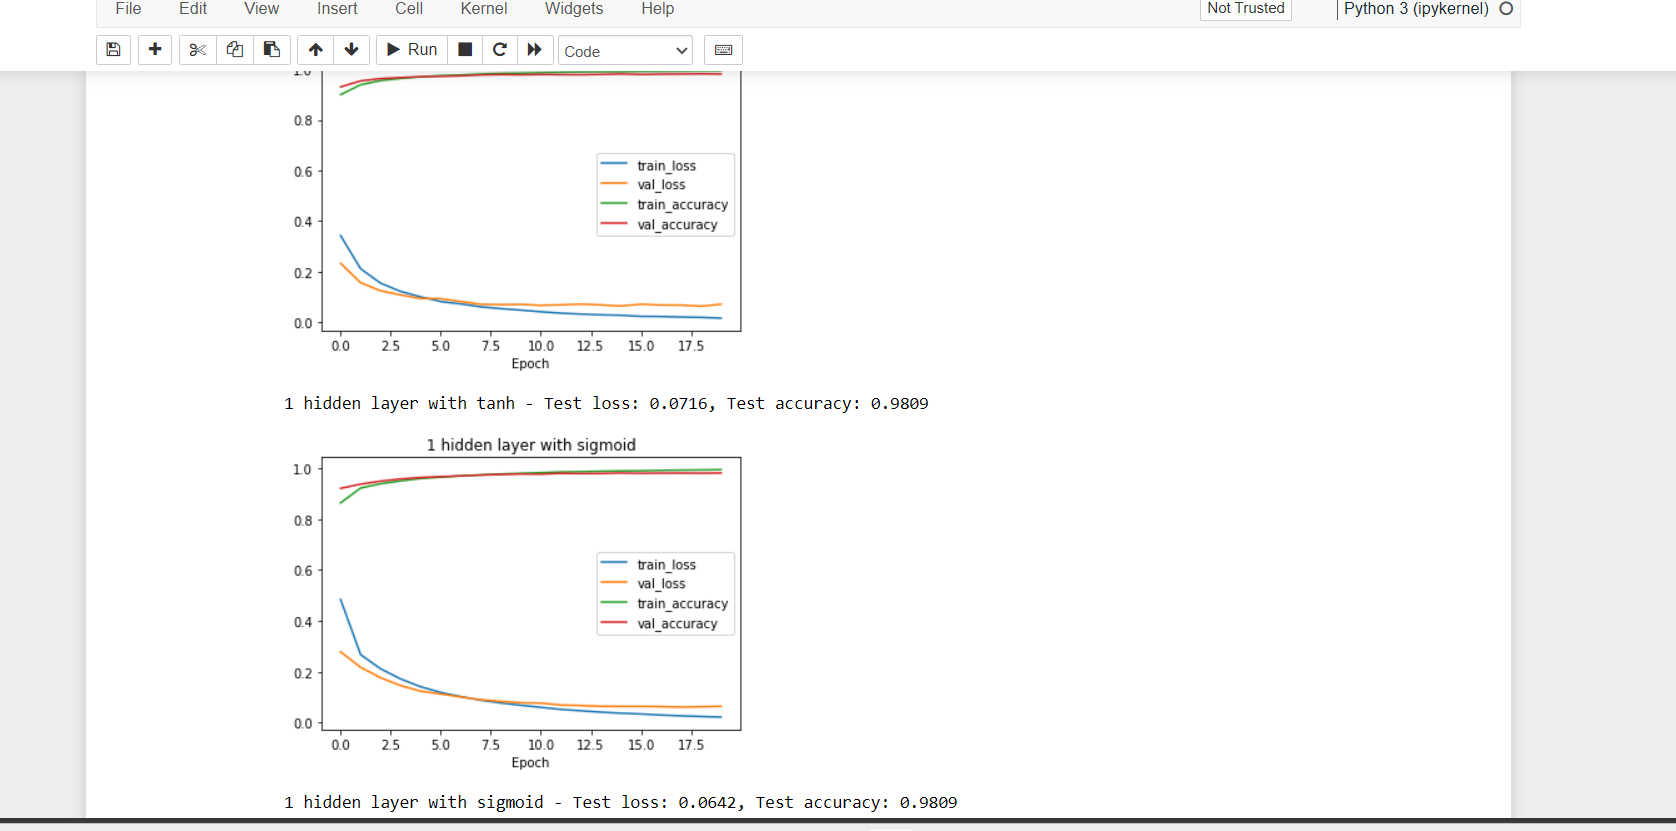 File Edit View Insert Cell Kernel Widgets Help Not Trusted Python 3 (ipykernel)
Run Code
1.0
0.8
0.6
0.4
0.2
0.0
train_loss
val_loss
train_accuracy
val_accuracy
0.0 2.5 5.0 7.5 10.0 12.5 15.0 17.5
Epoch
1 hidden layer with tanh - Test loss: 0.0716, Test accuracy: 0.9809
1 hidden layer with sigmoid
1.0
0.8
0.6
0.4
0.2
0.0
train_loss
val_loss
train_accuracy
val_accuracy
0.0 2.5 5.0 7.5 10.0 12.5 15.0 17.5
Epoch
1 hidden layer with sigmoid - Test loss: 0.0642, Test accuracy: 0.9809